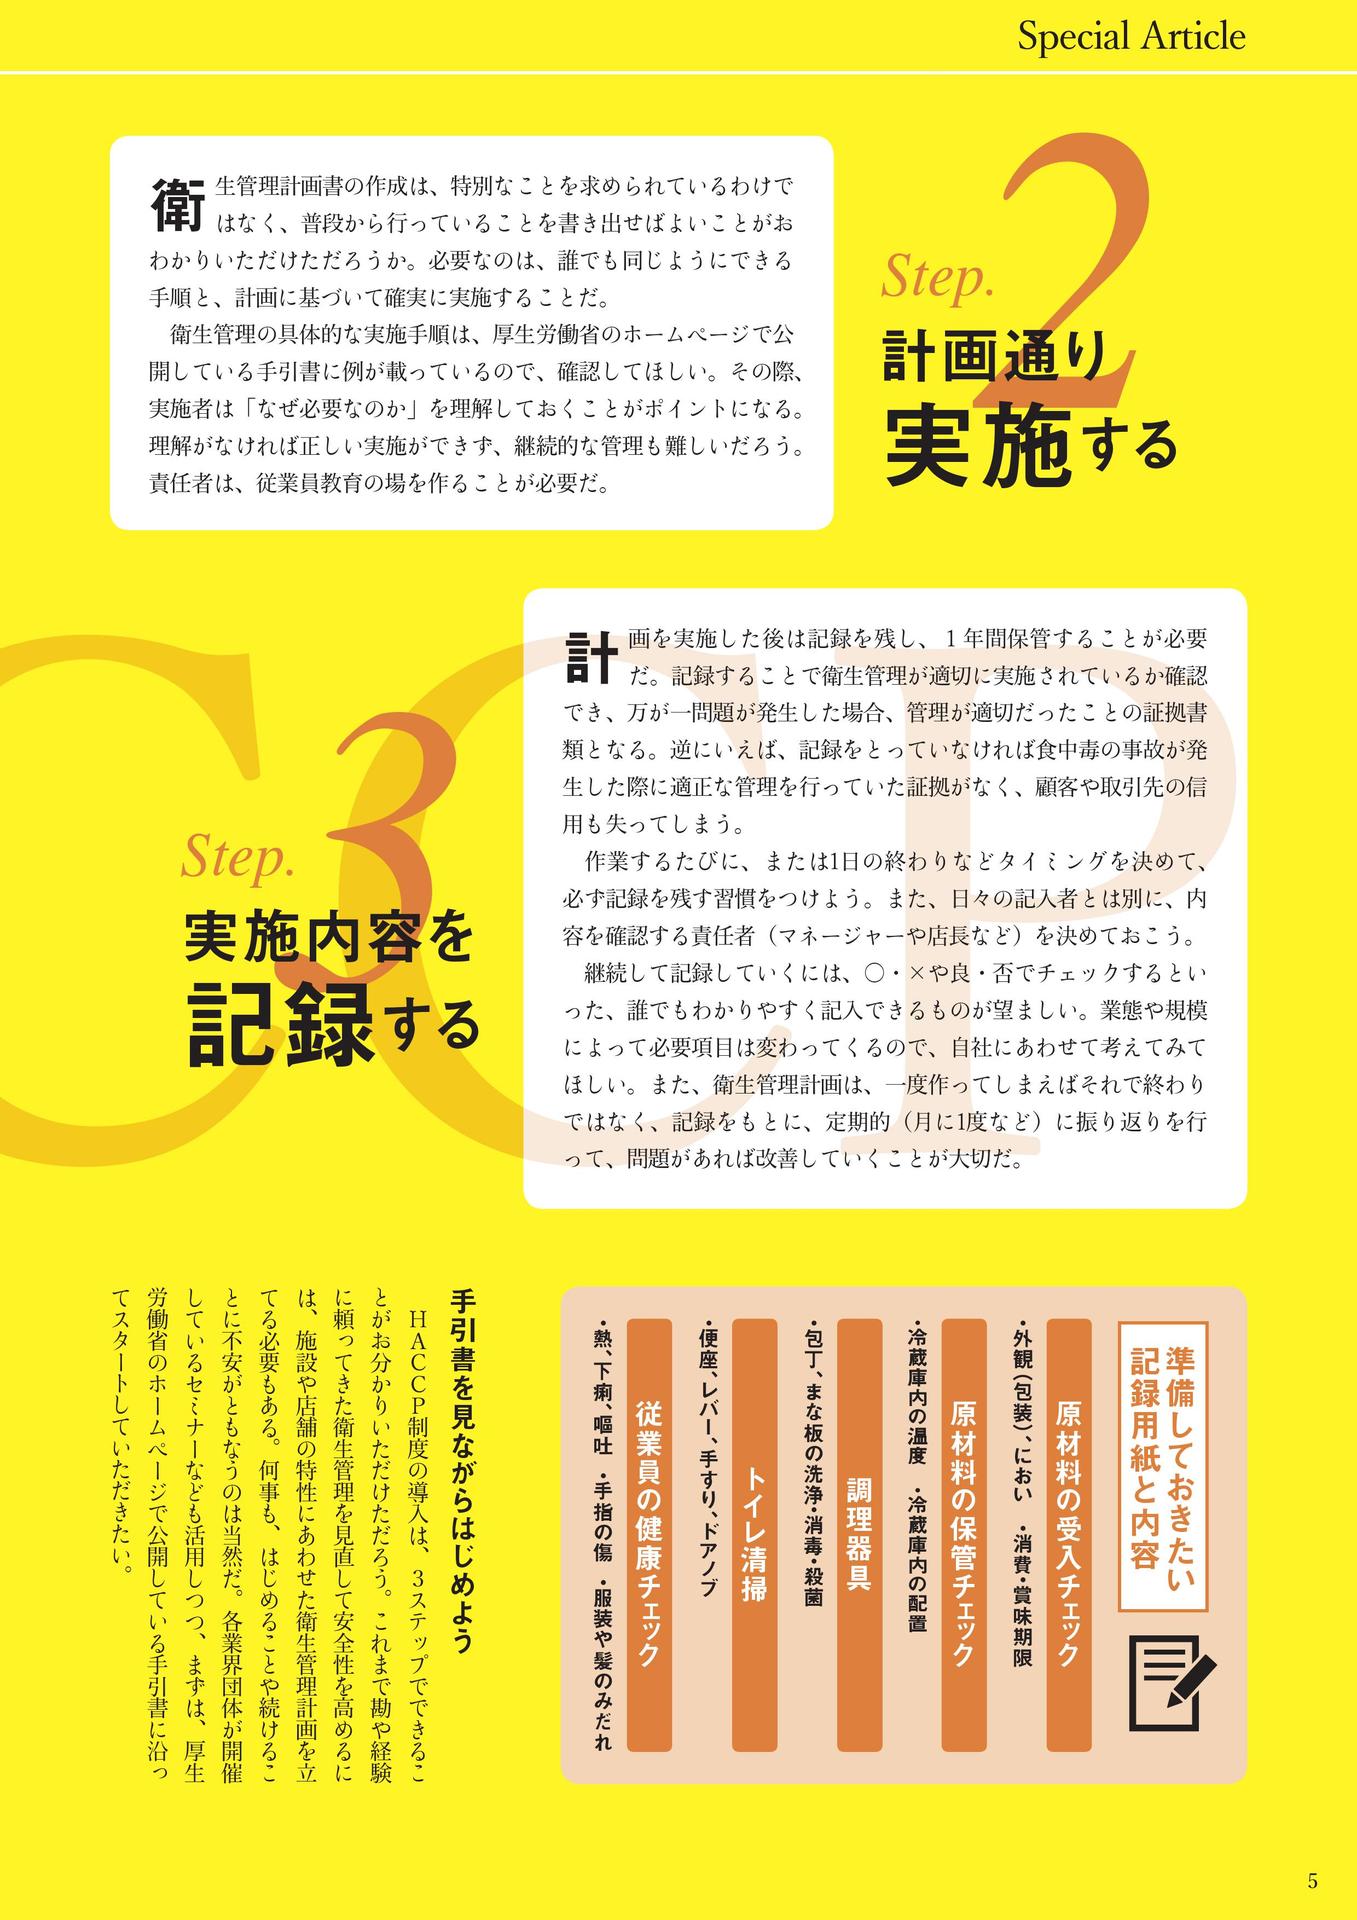 Special Article
Step.2
計画通り
実施する
衛生管理計画書の作成は、特別なことを求められているわけで
はなく、普段から行っていることを書き出せばよいことがお
わかりいただけただろうか。必要なのは、誰でも同じようにできる
手順と、計画に基づいて確実に実施することだ。
　衛生管理の具体的な実施手順は、厚生労働省のホームページで公
開している手引書に例が載っているので、確認してほしい。その際、
実施者は「なぜ必要なのか」を理解しておくことがポイントになる。
理解がなければ正しい実施ができず、継続的な管理も難しいだろう。
責任者は、従業員教育の場を作ることが必要だ。
CCP
Step.3
実施内容を
記録する
計画を実施した後は記録を残し、１年間保管することが必要
だ。記録することで衛生管理が適切に実施されているか確認
でき、万が一問題が発生した場合、管理が適切だったことの証拠書
類となる。逆にいえば、記録をとっていなければ食中毒の事故が発
生した際に適正な管理を行っていた証拠がなく、顧客や取引先の信
用も失ってしまう。
　作業するたびに、または1日の終わりなどタイミングを決めて、
必ず記録を残す習慣をつけよう。また、日々の記入者とは別に、内
容を確認する責任者（マネージャーや店長など）を決めておこう。
　継続して記録していくには、〇・×や良・否でチェックするとい
った、誰でもわかりやすく記入できるものが望ましい。業態や規模
によって必要項目は変わってくるので、自社にあわせて考えてみて
ほしい。また、衛生管理計画は、一度作ってしまえばそれで終わり
ではなく、記録をもとに、定期的（月に1度など）に振り返りを行
って、問題があれば改善していくことが大切だ。
準備しておきたい
記録用紙と内容
原材料の受入チェック
・外観（包装）、におい　・消費・賞味期限
原材料の保管チェック
・冷蔵庫内の温度　・冷蔵庫内の配置
調理器具
・包丁、まな板の洗浄・消毒・殺菌
トイレ清掃
・便座、レバー、手すり、ドアノブ
従業員の健康チェック
・熱、下痢、嘔吐　・手指の傷　・服装や髪のみだれ
手引書を見ながらはじめよう
　ＨＡＣＣＰ制度の導入は、３ステップでできるこ
とがお分かりいただけただろう。これまで勘や経験
に頼ってきた衛生管理を見直して安全性を高めるに
は、施設や店舗の特性にあわせた衛生管理計画を立
てる必要もある。何事も、はじめることや続けるこ
とに不安がともなうのは当然だ。各業界団体が開催
しているセミナーなども活用しつつ、まずは、厚生
労働省のホームページで公開している手引書に沿っ
てスタートしていただきたい。
5